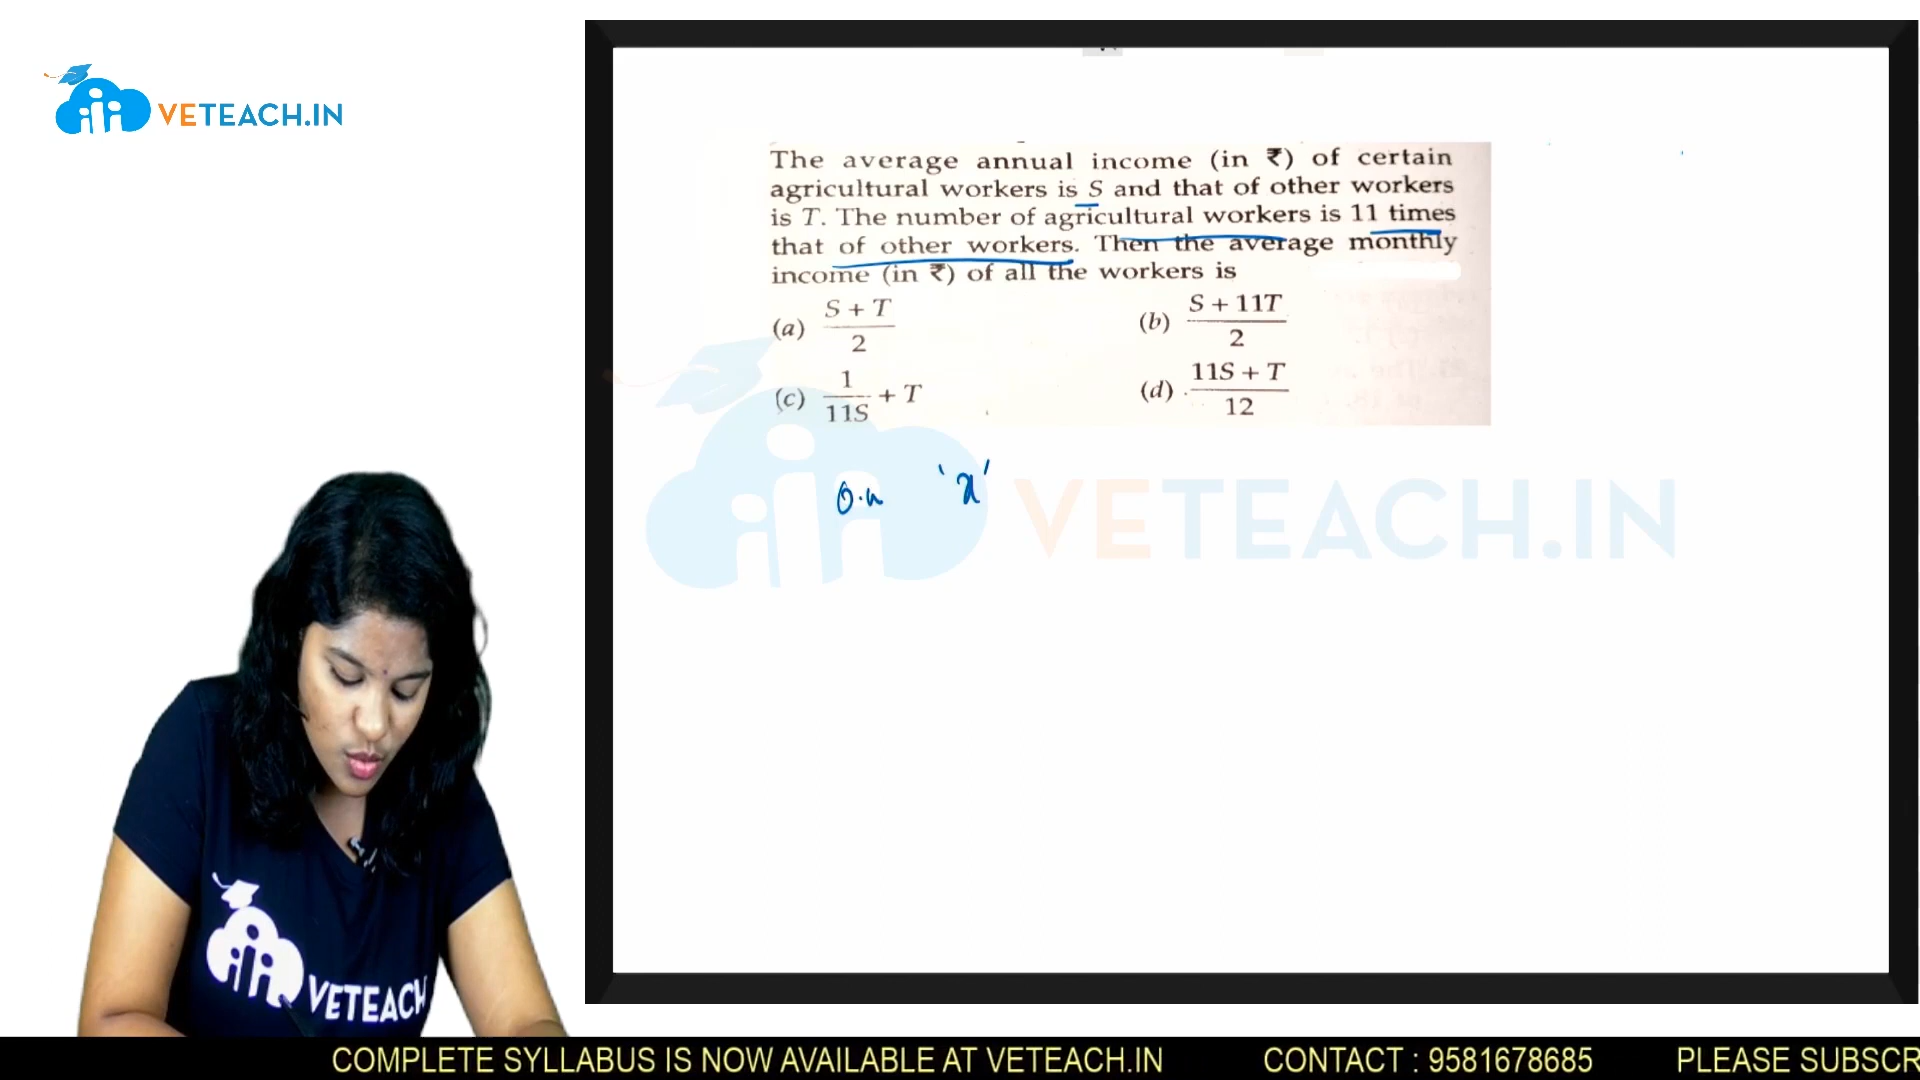 VETEACH.IN
The average annual income (in ₹) of certain
agricultural workers is S and that of other workers
is T. The number of agricultural workers is 11 times
that of other workers. Then the average monthly
income (in ₹) of all the workers is
(a) S + T / 2
(b) S + 11T / 2
(c) 1 / 11S + T
(d) 11S + T / 12
O.w 'x'
VETEACH.IN
VETEACH
COMPLETE SYLLABUS IS NOW AVAILABLE AT VETEACH.IN CONTACT : 9581678685 PLEASE SUBSCR